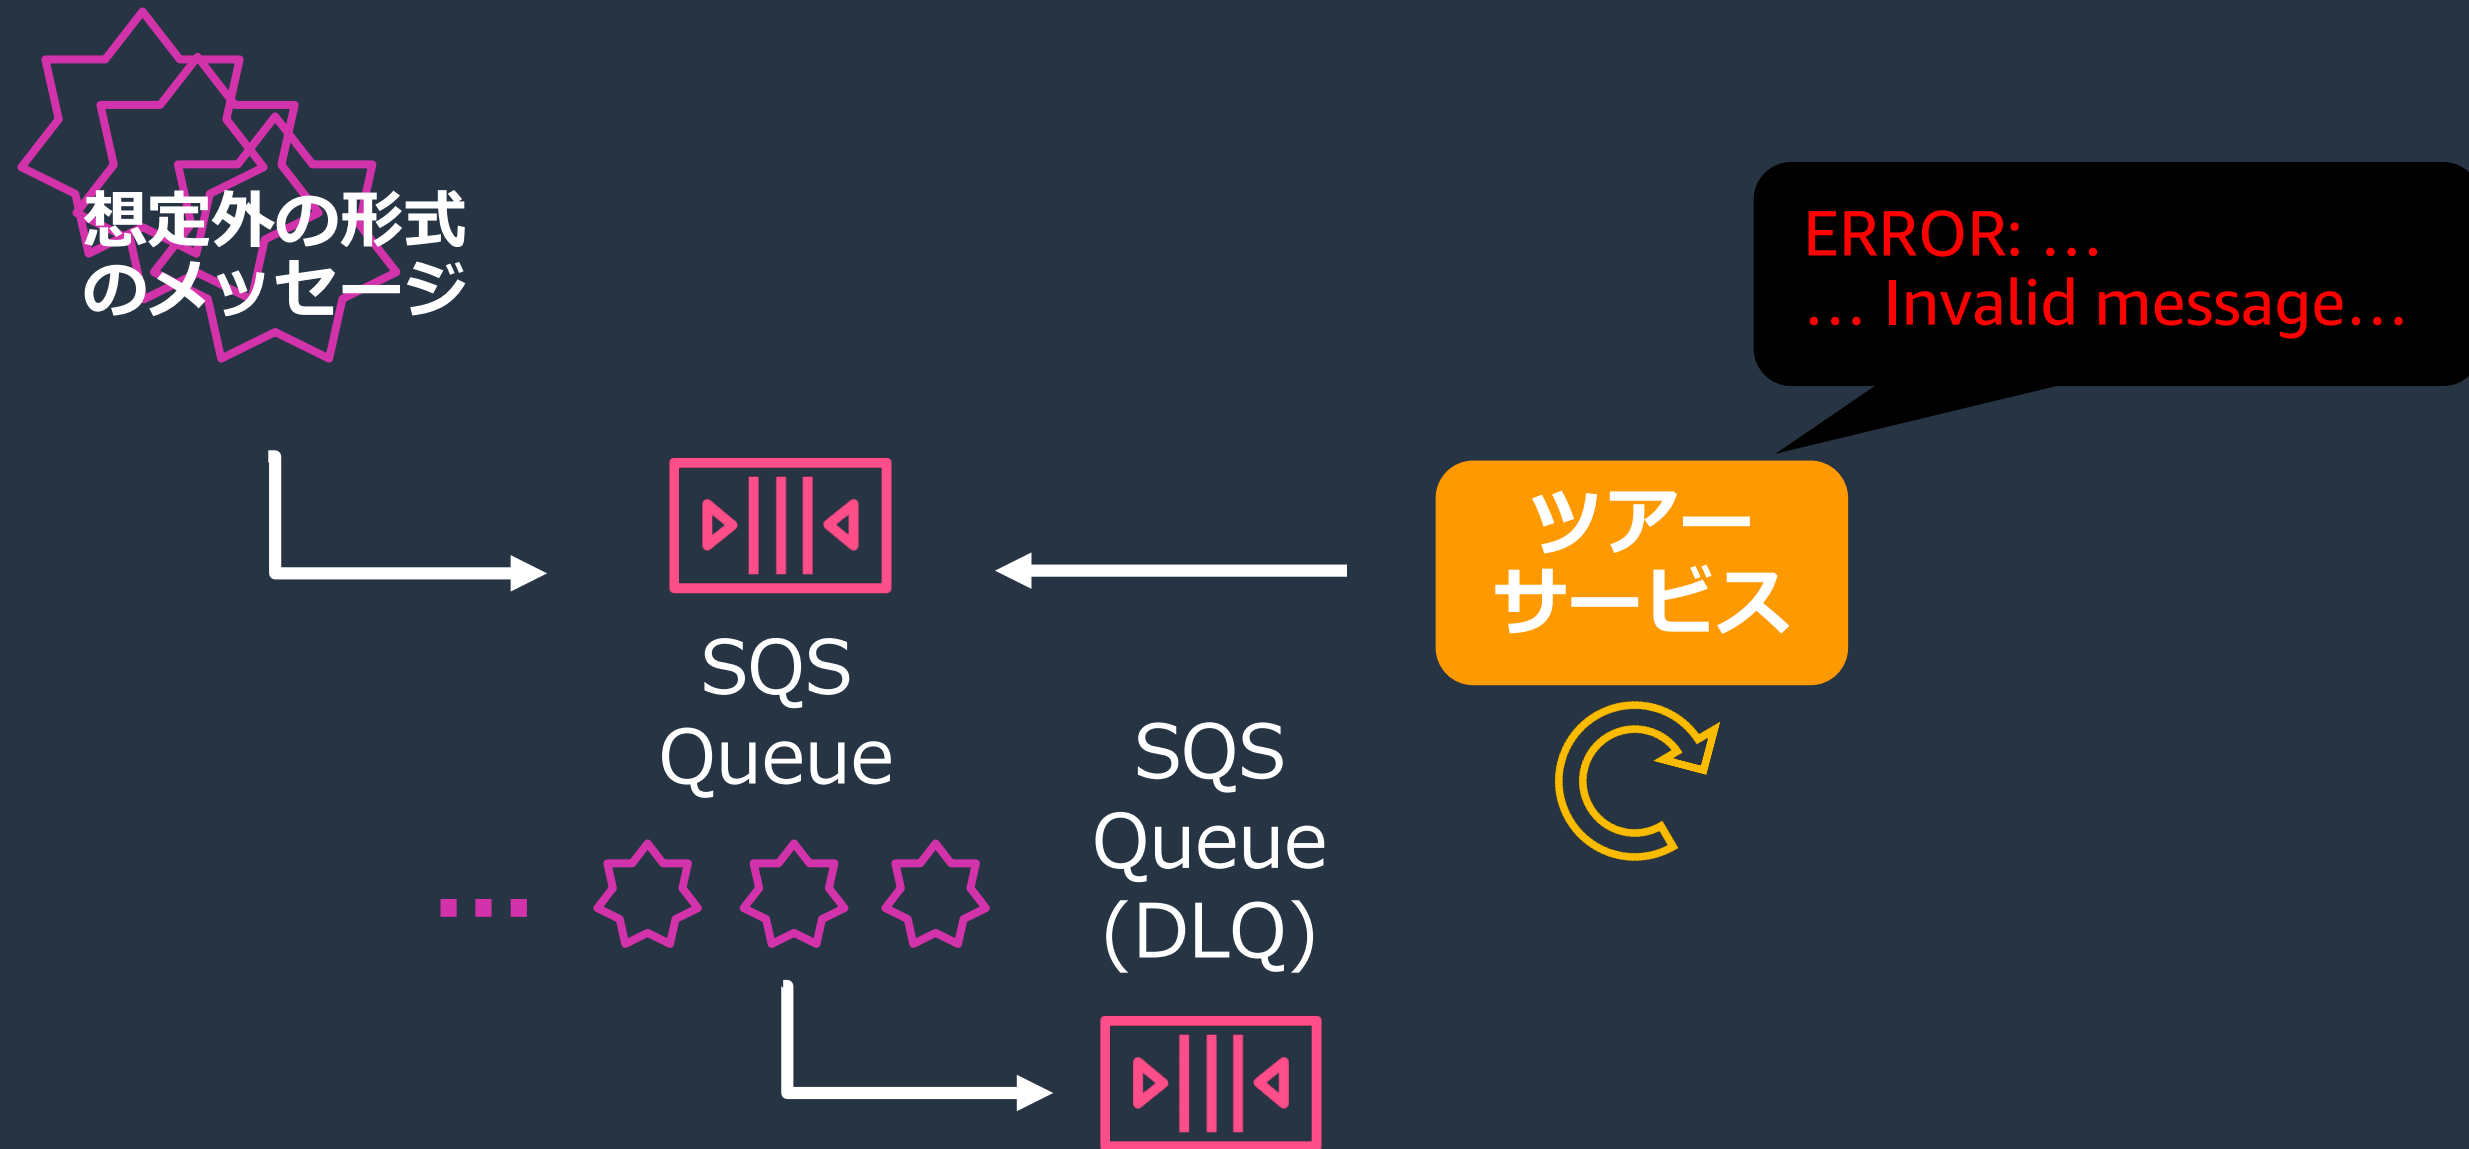 想定外の形式
のメッセージ
ERROR: ...
... Invalid message...
ツアー
サービス
SQS
Queue
SQS
Queue
(DLQ)
...